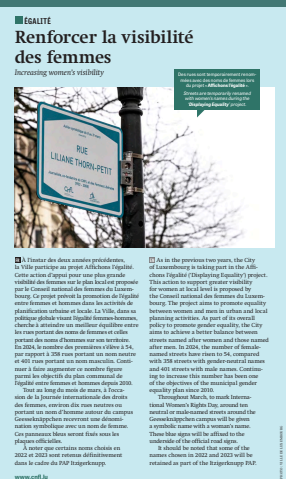 ÉGALITÉ
Renforcer la visibilité
des femmes
Increasing women's visibility
Des rues sont temporairement renom-
mées avec des noms de femmes lors
du projet « Affichons l'égalité ».
Streets are temporarily renamed
with women's names during the
'Displaying Equality' project.
RUE
LILIANE THORN-PETIT
À l'instar des deux années précédentes,
la Ville participe au projet Affichons l'égalité.
Cette action d'appui pour une plus grande
visibilité des femmes sur le plan local est proposée
par le Conseil national des femmes du Luxem-
bourg. Ce projet prévoit la promotion de l'égalité
entre femmes et hommes dans les activités de
planification urbaine et locale. La Ville, dans sa
politique globale visant l'égalité femmes-hommes,
cherche à atteindre un meilleur équilibre entre
les rues portant des noms de femmes et celles
portant des noms d'hommes sur son territoire.
En 2024, le nombre des premières s'élève à 54,
par rapport à 358 rues portant un nom neutre
et 401 rues portant un nom masculin. Conti-
nuer à faire augmenter ce nombre figure
parmi les objectifs du plan communal de
l'égalité entre femmes et hommes depuis 2010.
Tout au long du mois de mars, à l'occa-
sion de la Journée internationale des droits
des femmes, environ dix rues neutres ou
portant un nom d'homme autour du campus
Geesseknäppchen recevront une dénomi-
nation symbolique avec un nom de femme.
Ces panneaux bleus seront fixés sous les
plaques officielles.
À noter que certains noms choisis en
2022 et 2023 sont retenus définitivement
dans le cadre du PAP Itzigerknupp.
As in the previous two years, the City
of Luxembourg is taking part in the Affi-
chons l'égalité ('Displaying Equality') project.
This action to support greater visibility
for women at local level is proposed by
the Conseil national des femmes du Luxem-
bourg. The project aims to promote equality
between women and men in urban and local
planning activities. As part of its overall
policy to promote gender equality, the City
aims to achieve a better balance between
streets named after women and those named
after men. In 2024, the number of female-
named streets have risen to 54, compared
with 358 streets with gender-neutral names
and 401 streets with male names. Continu-
ing to increase this number has been one
of the objectives of the municipal gender
equality plan since 2010.
Throughout March, to mark Interna-
tional Women's Rights Day, around ten
neutral or male-named streets around the
Geesseknäppchen campus will be given
a symbolic name with a woman's name.
These blue signs will be affixed to the
underside of the official road signs.
It should be noted that some of the
names chosen in 2022 and 2023 will be
retained as part of the Itzigerknupp PAP.
www.cnfl.lu